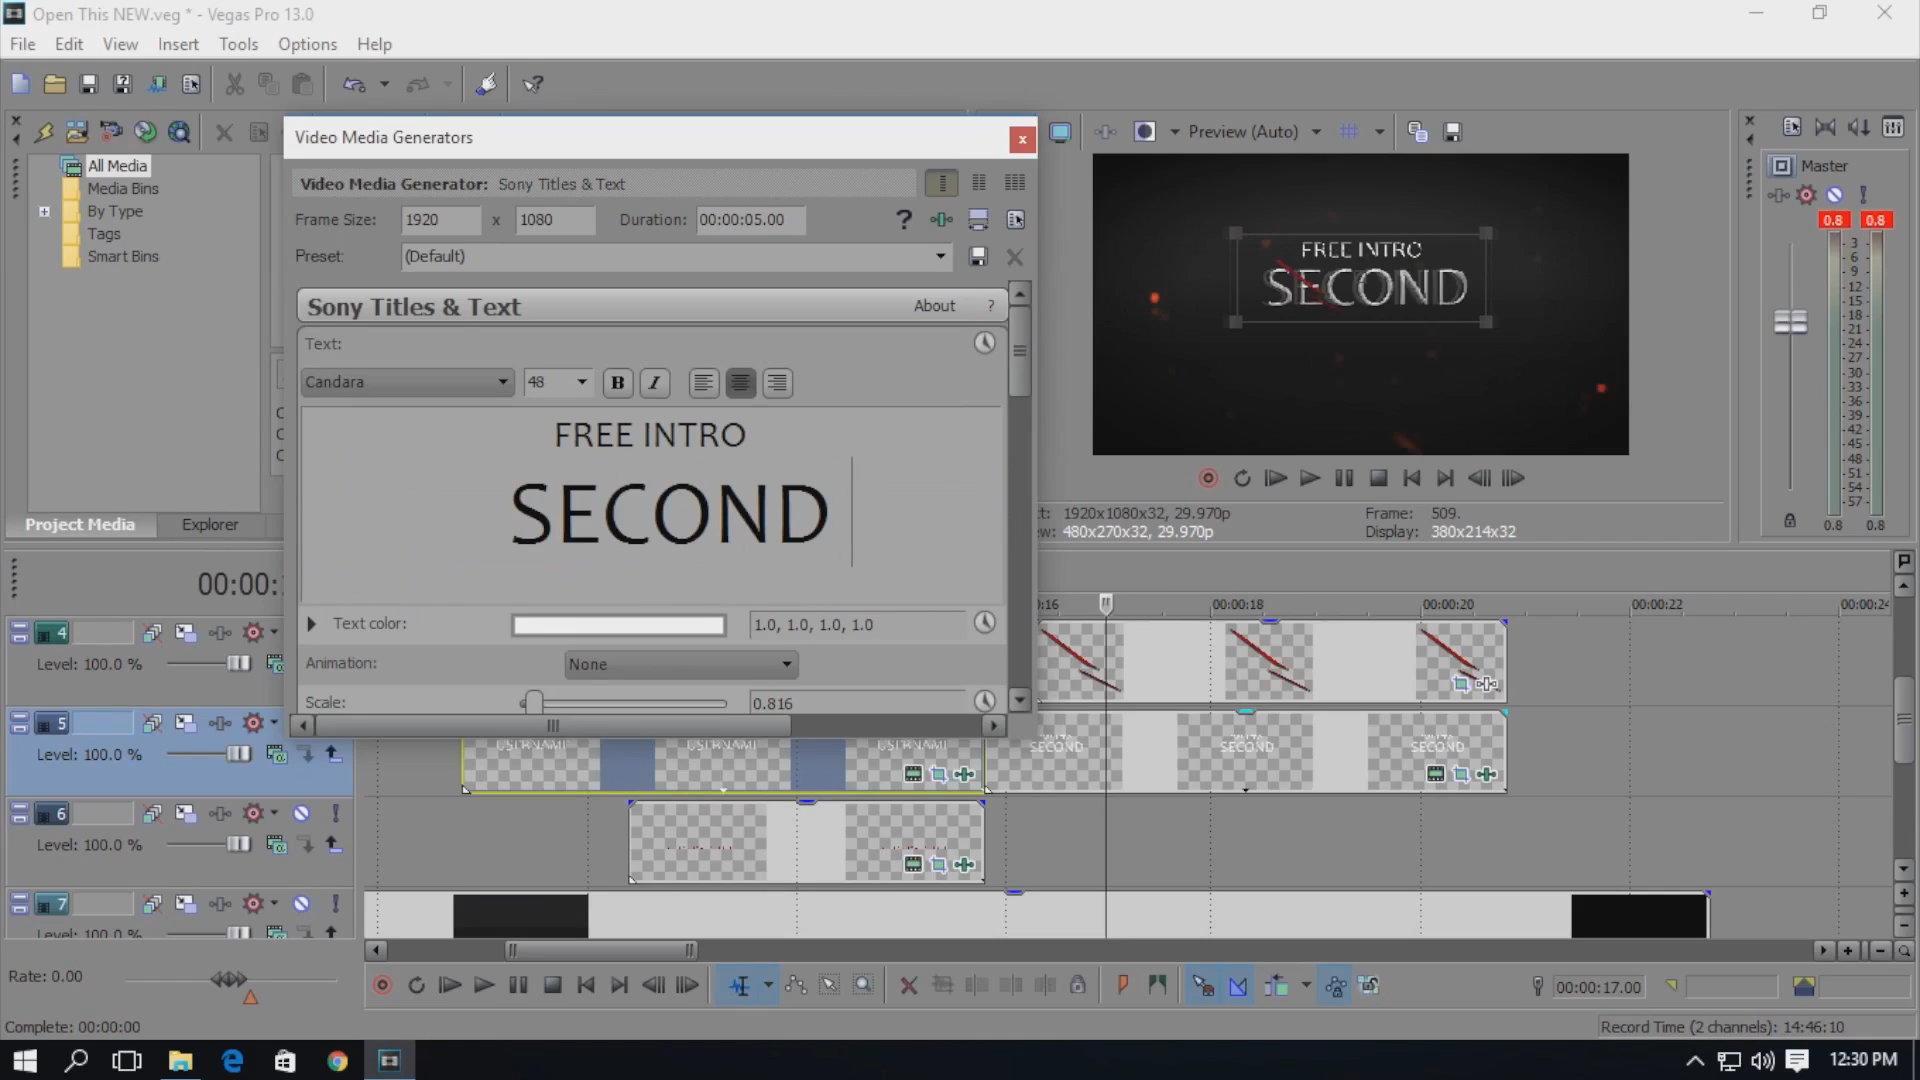 Open This NEW.veg * - Vegas Pro 13.0
File Edit View Insert Tools Options Help
Video Media Generators
x
Preview (Auto)
All Media
Media Bins
By Type
Tags
Smart Bins
Video Media Generator: Sony Titles & Text
Frame Size: 1920 x 1080 Duration: 00:00:05.00
?
Preset: (Default)
Sony Titles & Text
About ?
Text:
Candara 48 B I
FREE INTRO
SECOND
Text color: 1.0, 1.0, 1.0, 1.0
Animation: None
Scale: 0.816
FREE INTRO
SECOND
Master
0.8 0.8
3
6
9
12
15
18
21
24
27
30
33
36
39
42
45
48
51
54
57
0.8 0.8
Project Media Explorer
1920x1080x32, 29.970p
480x270x32, 29.970p
Frame: 509.
Display: 380x214x32
00:00:
:16 00:00:18 00:00:20 00:00:22 00:00:24
4
Level: 100.0 %
5
Level: 100.0 %
SECOND SECOND SECOND
6
Level: 100.0 %
7
Level: 100.0 %
Rate: 0.00
00:00:17.00
Complete: 00:00:00
Record Time (2 channels): 14:46:10
12:30 PM